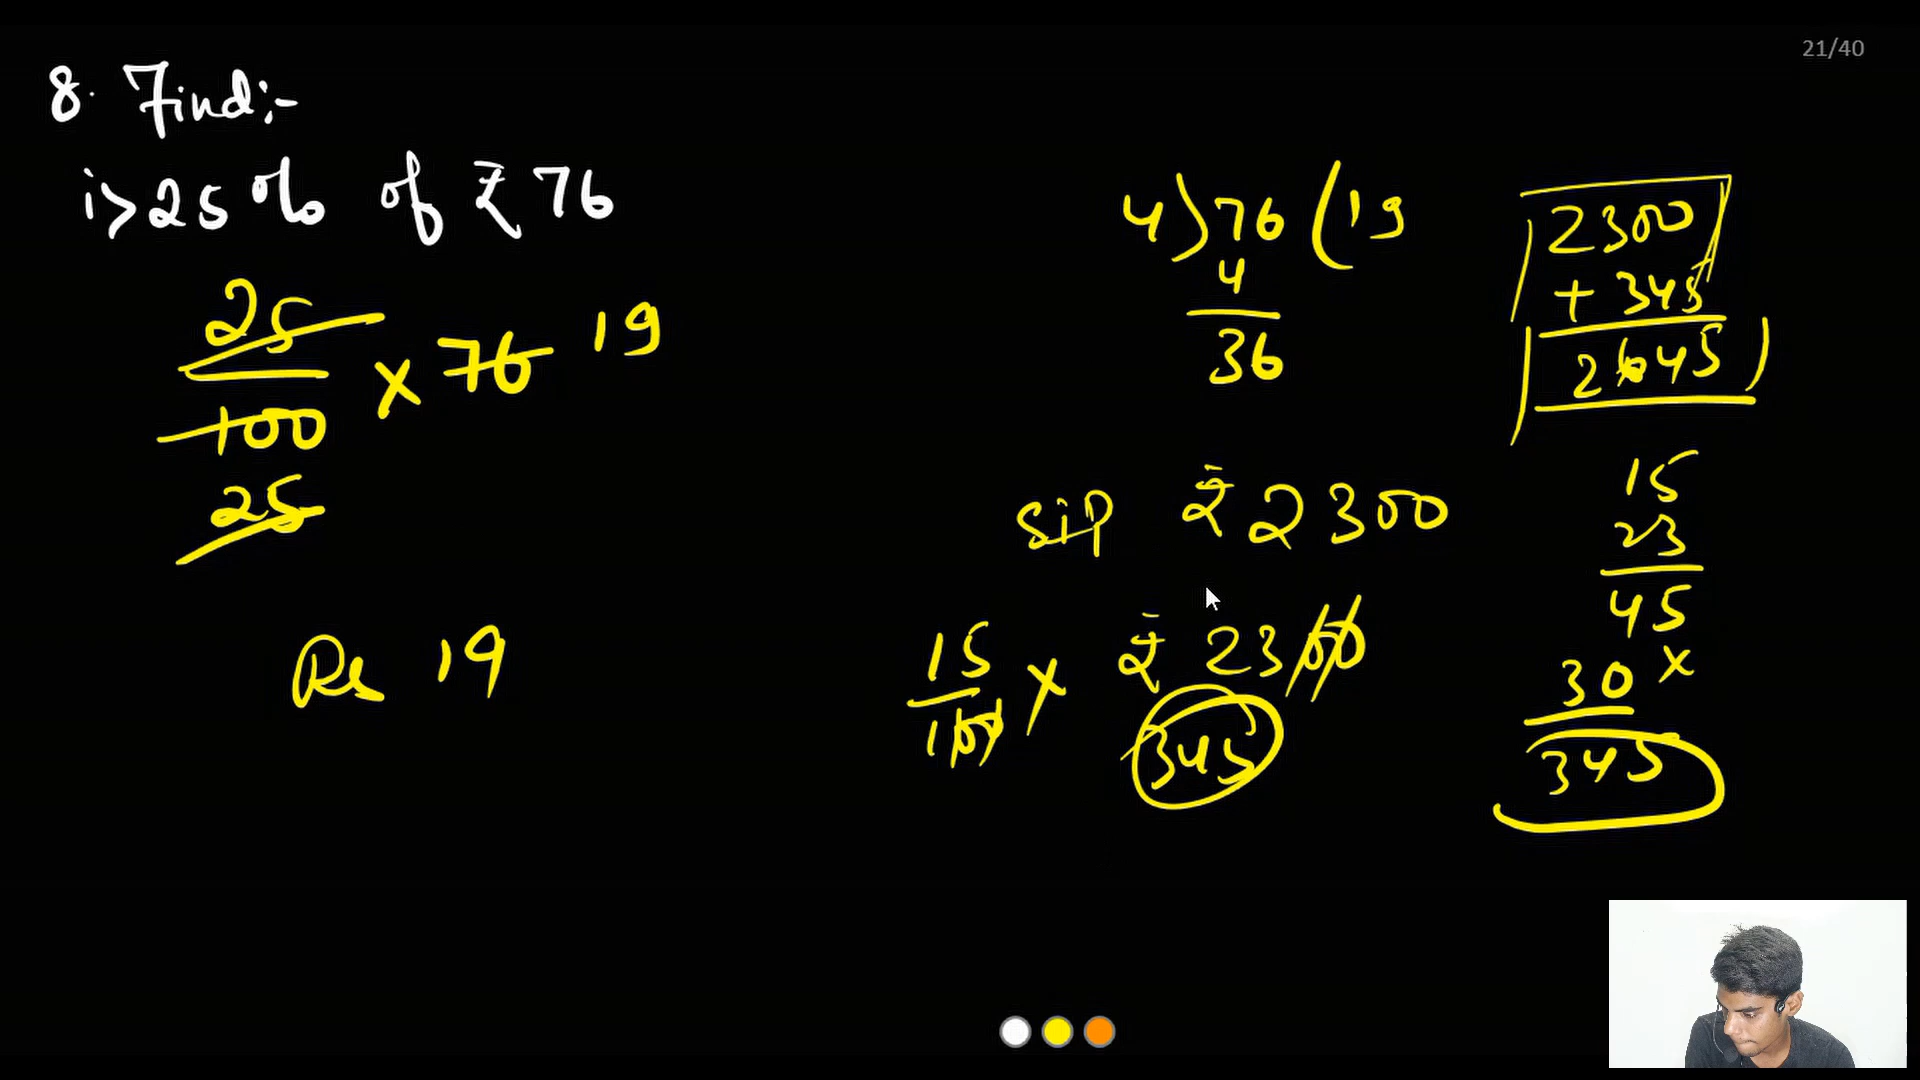 21/40
8. Find:-
i> 25 % of ₹ 76
25
100
25
x 76 19
Rs 19
4)76(19
4
36
2300
+ 345
2645
SIP ₹ 2300
15
100
x ₹ 2300
345
15
23
45
30 x
345